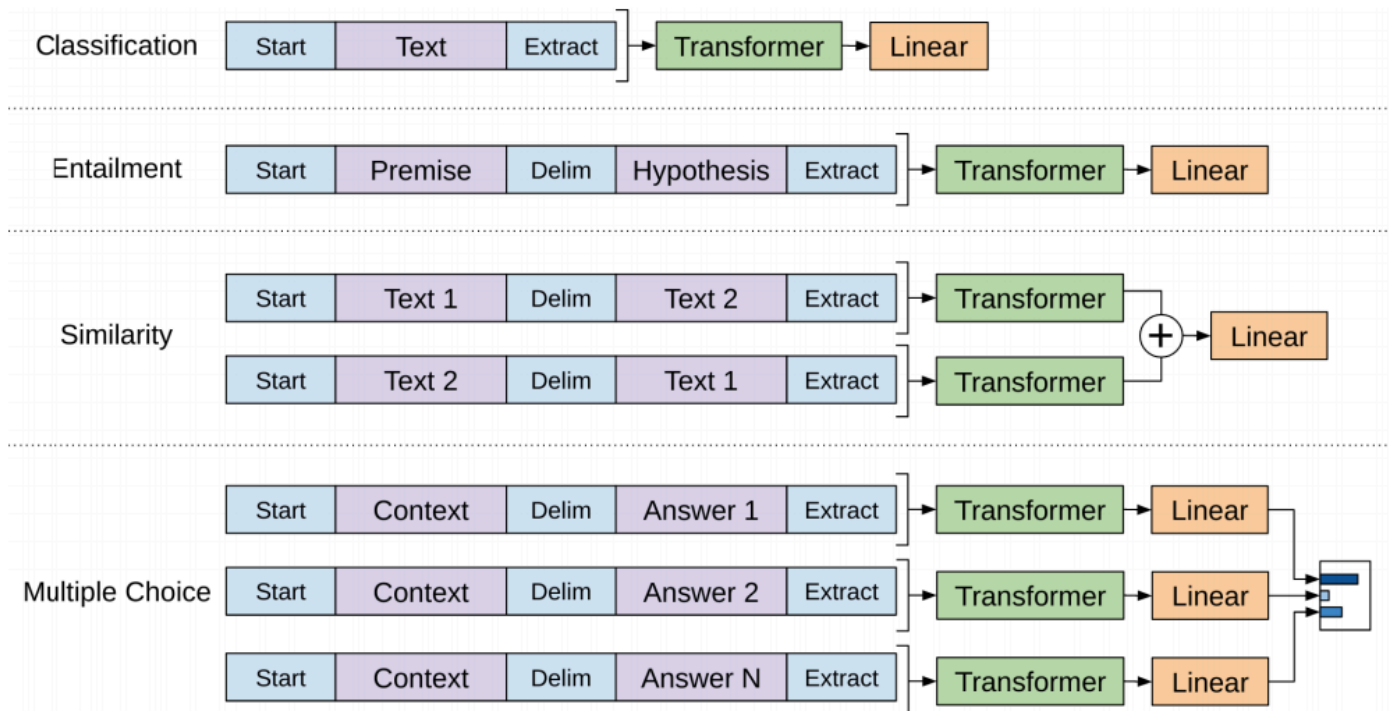 Classification Start Text Extract Transformer Linear
Entailment Start Premise Delim Hypothesis Extract Transformer Linear
Start Text 1 Delim Text 2 Extract Transformer
Similarity + Linear
Start Text 2 Delim Text 1 Extract Transformer
Start Context Delim Answer 1 Extract Transformer Linear
Multiple Choice Start Context Delim Answer 2 Extract Transformer Linear
Start Context Delim Answer N Extract Transformer Linear